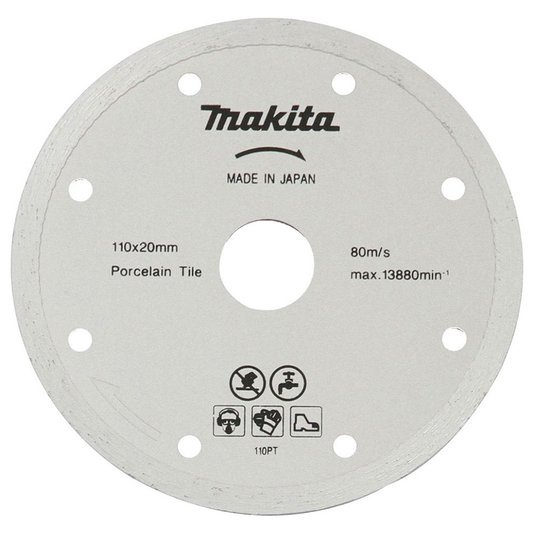 makita
MADE IN JAPAN
110x20mm
Porcelain Tile
80m/s
max.13880min⁻¹
110PT